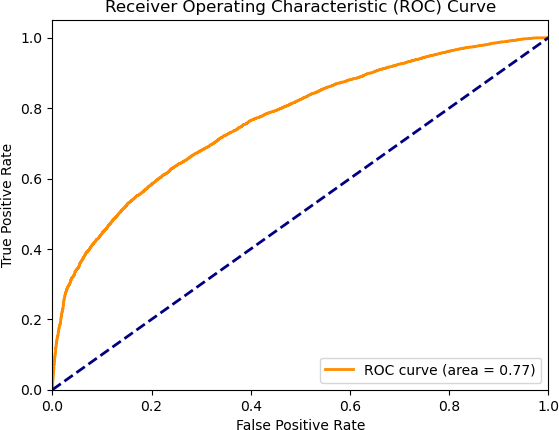 Receiver Operating Characteristic (ROC) Curve
1.0
0.8
0.6
0.4
0.2
0.0
True Positive Rate
ROC curve (area = 0.77)
0.0 0.2 0.4 0.6 0.8 1.0
False Positive Rate